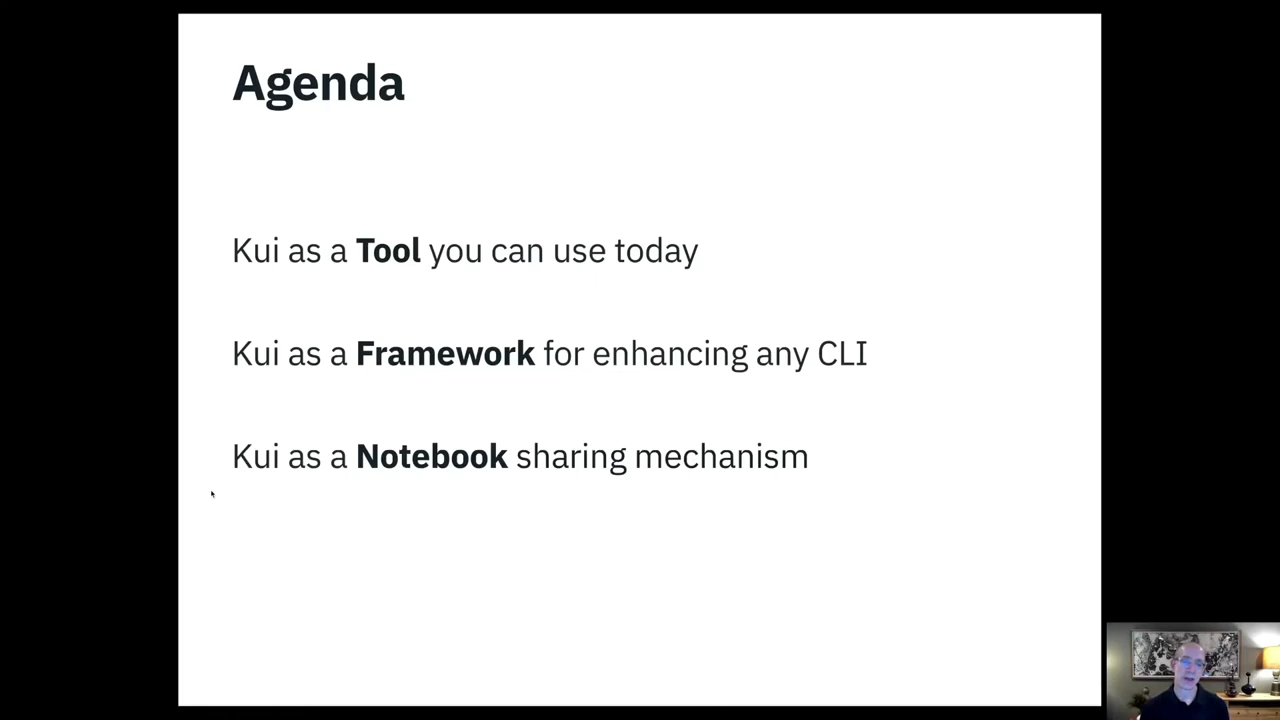 Agenda
Kui as a Tool you can use today
Kui as a Framework for enhancing any CLI
Kui as a Notebook sharing mechanism